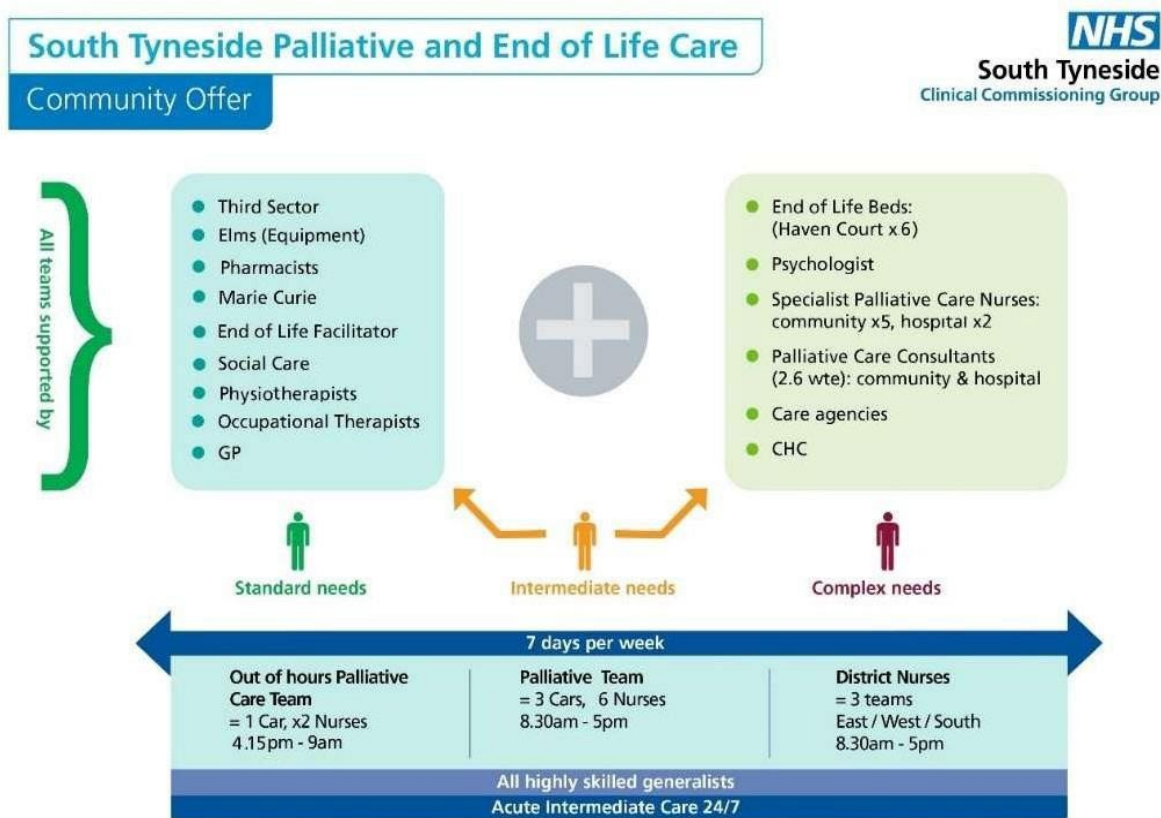 South Tyneside Palliative and End of Life Care
Community Offer
NHS
South Tyneside
Clinical Commissioning Group
All teams supported by
Third Sector
Elms (Equipment)
Pharmacists
Marie Curie
End of Life Facilitator
Social Care
Physiotherapists
Occupational Therapists
GP
End of Life Beds:
(Haven Court x 6)
Psychologist
Specialist Palliative Care Nurses:
community x5, hospital x2
Palliative Care Consultants
(2.6 wte): community & hospital
Care agencies
CHC
Standard needs
Intermediate needs
Complex needs
7 days per week
Out of hours Palliative
Care Team
= 1 Car, x2 Nurses
4.15pm - 9am
Palliative Team
= 3 Cars, 6 Nurses
8.30am - 5pm
District Nurses
= 3 teams
East / West / South
8.30am - 5pm
All highly skilled generalists
Acute Intermediate Care 24/7